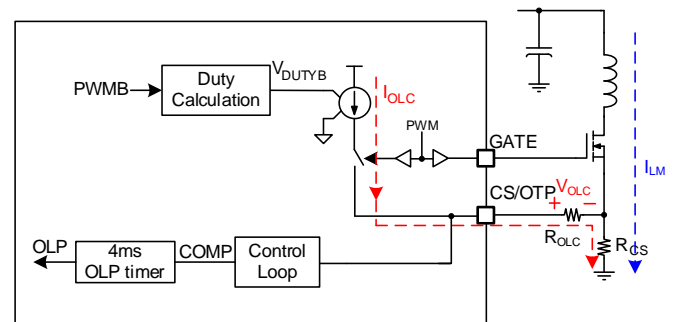 PWMB
Duty
Calculation
VDUTYB
IOLC
PWM
GATE
CS/OTP
+ VOLC −
ROLC
RCS
ILM
OLP
4ms
OLP timer
COMP
Control
Loop